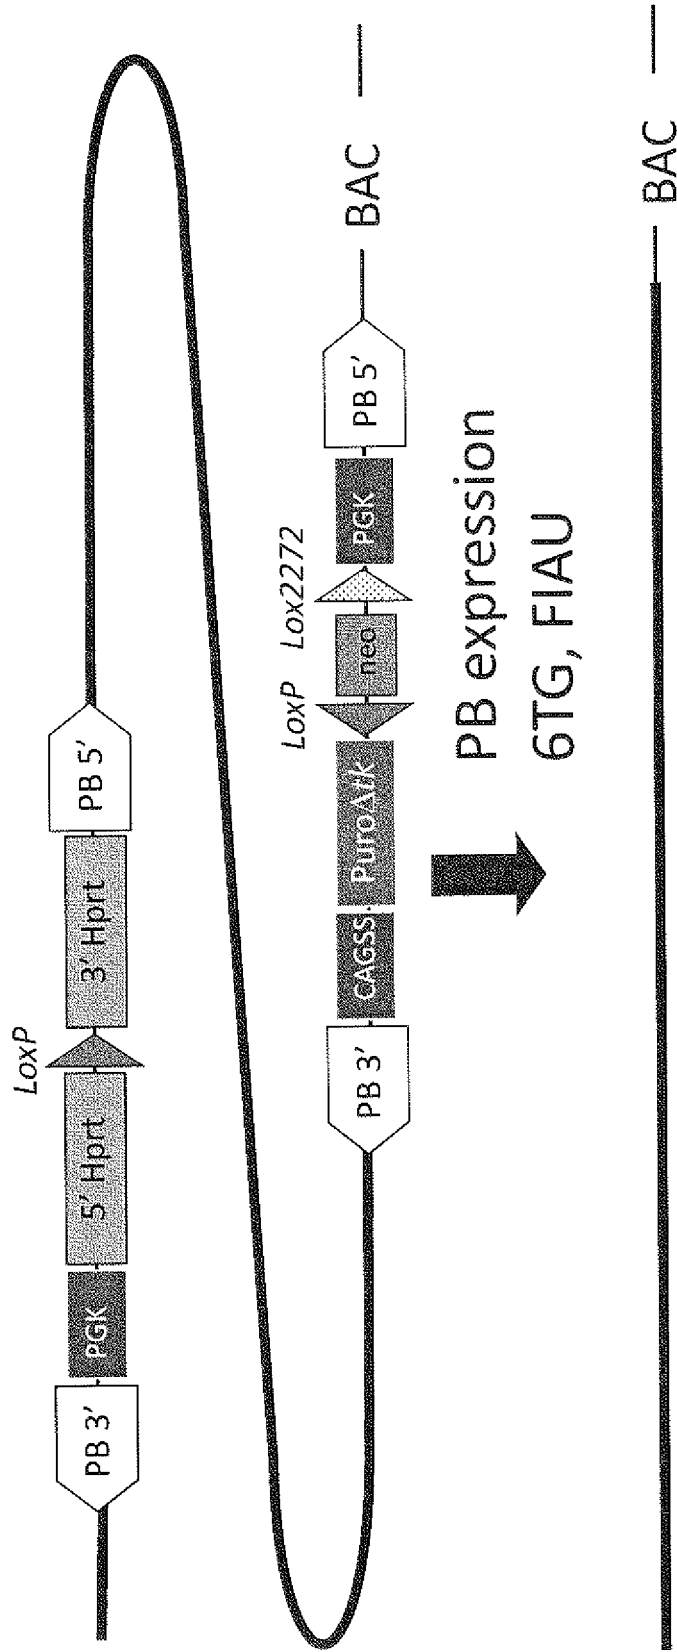 LoxP
PB 3’ PGK 5’ Hprt 3’ Hprt PB 5’
LoxP Lox2272
PB 3’ CAGSS PuroΔtk neo PGK PB 5’ BAC
PB expression
6TG, FIAU
BAC